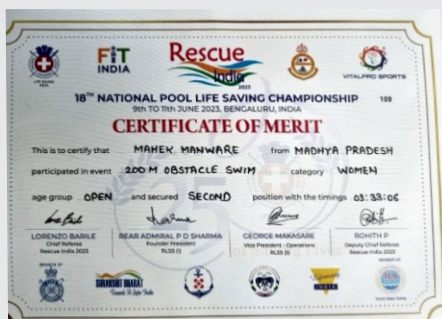 FIT
INDIA
Rescue
India
2023
VITALPRO SPORTS
18TH NATIONAL POOL LIFE SAVING CHAMPIONSHIP 109
9th TO 11th JUNE 2023, BENGALURU, INDIA
CERTIFICATE OF MERIT
This is to certify that MAHEK MANWARE from MADHYA PRADESH
participated in event 200 M OBSTACLE SWIM category WOMEN
age group OPEN and secured SECOND position with the timings 03:33:06
LORENZO BARILE REAR ADMIRAL P D SHARMA GEORGE MAKASARE ROHITH P
Chief Referee Founder President Vice President - Operations Deputy Chief Referee
Rescue India 2023 RLSS (I) RLSS (I) Rescue India 2023
SURAKSHIT BHARAT